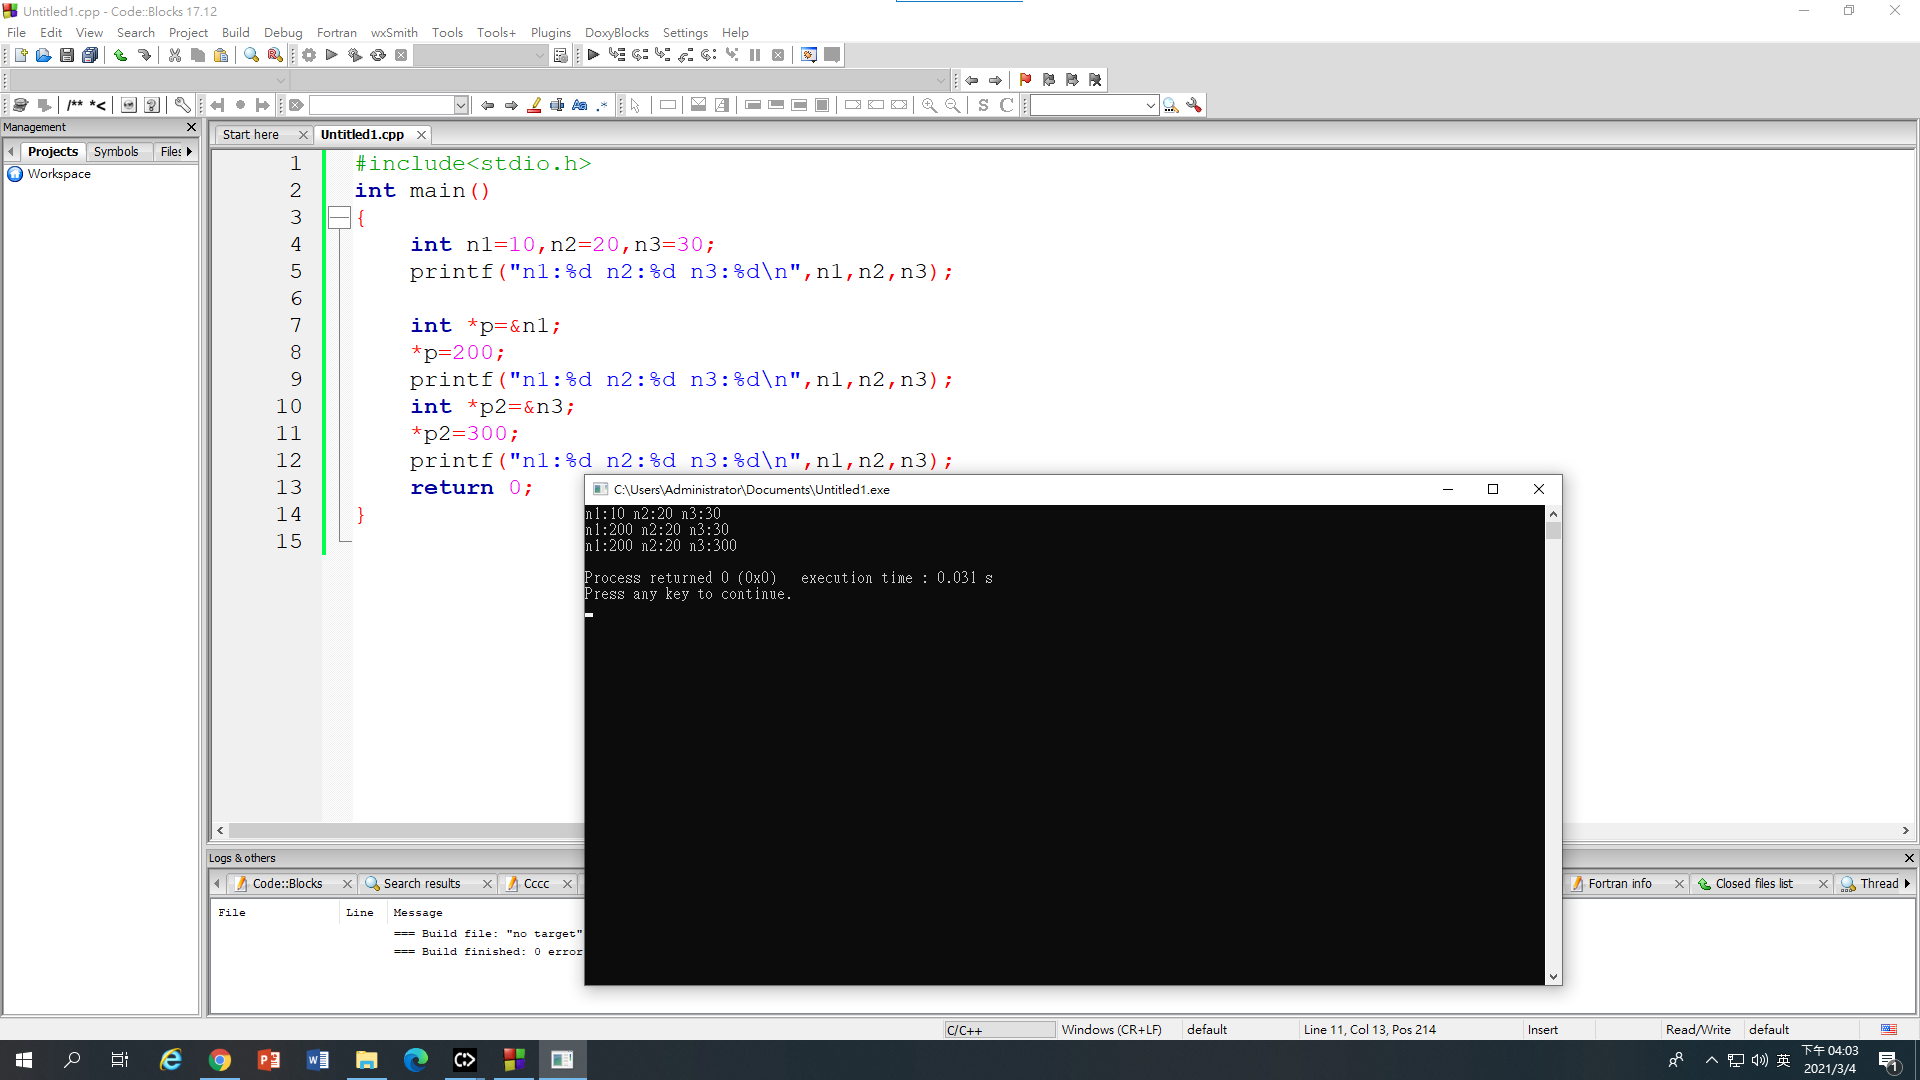 Untitled1.cpp - Code::Blocks 17.12
File Edit View Search Project Build Debug Fortran wxSmith Tools Tools+ Plugins DoxyBlocks Settings Help
/** *<
Aa .*
S C
Management
Projects Symbols Files
Workspace
Start here Untitled1.cpp
1 #include<stdio.h>
2 int main()
3 {
4 int n1=10,n2=20,n3=30;
5 printf("n1:%d n2:%d n3:%d\n",n1,n2,n3);
6
7 int *p=&n1;
8 *p=200;
9 printf("n1:%d n2:%d n3:%d\n",n1,n2,n3);
10 int *p2=&n3;
11 *p2=300;
12 printf("n1:%d n2:%d n3:%d\n",n1,n2,n3);
13 return 0;
14 }
15
C:\Users\Administrator\Documents\Untitled1.exe
n1:10 n2:20 n3:30
n1:200 n2:20 n3:30
n1:200 n2:20 n3:300
Process returned 0 (0x0) execution time : 0.031 s
Press any key to continue.
Logs & others
Code::Blocks Search results Cccc Fortran info Closed files list Thread
File Line Message
=== Build file: "no target"
=== Build finished: 0 error
C/C++ Windows (CR+LF) default Line 11, Col 13, Pos 214 Insert Read/Write default
英 下午 04:03
2021/3/4
1